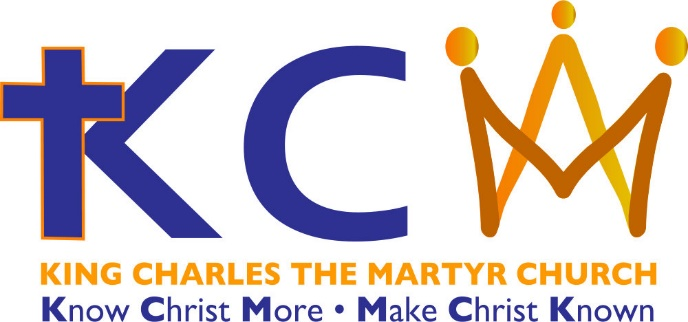 KCM
KING CHARLES THE MARTYR CHURCH
Know Christ More • Make Christ Known